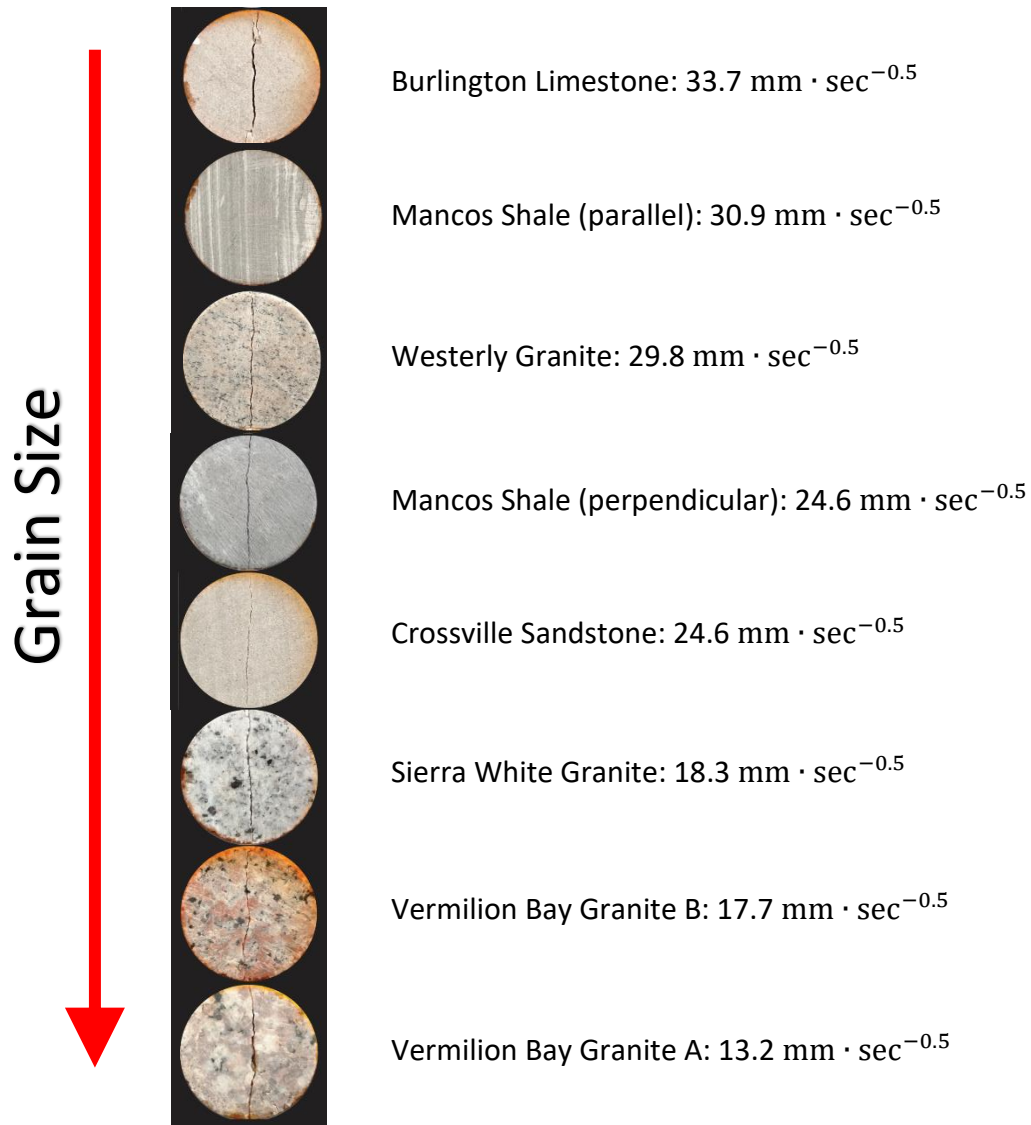 Grain Size
Burlington Limestone: 33.7 mm · sec⁻⁰·⁵
Mancos Shale (parallel): 30.9 mm · sec⁻⁰·⁵
Westerly Granite: 29.8 mm · sec⁻⁰·⁵
Mancos Shale (perpendicular): 24.6 mm · sec⁻⁰·⁵
Crossville Sandstone: 24.6 mm · sec⁻⁰·⁵
Sierra White Granite: 18.3 mm · sec⁻⁰·⁵
Vermilion Bay Granite B: 17.7 mm · sec⁻⁰·⁵
Vermilion Bay Granite A: 13.2 mm · sec⁻⁰·⁵